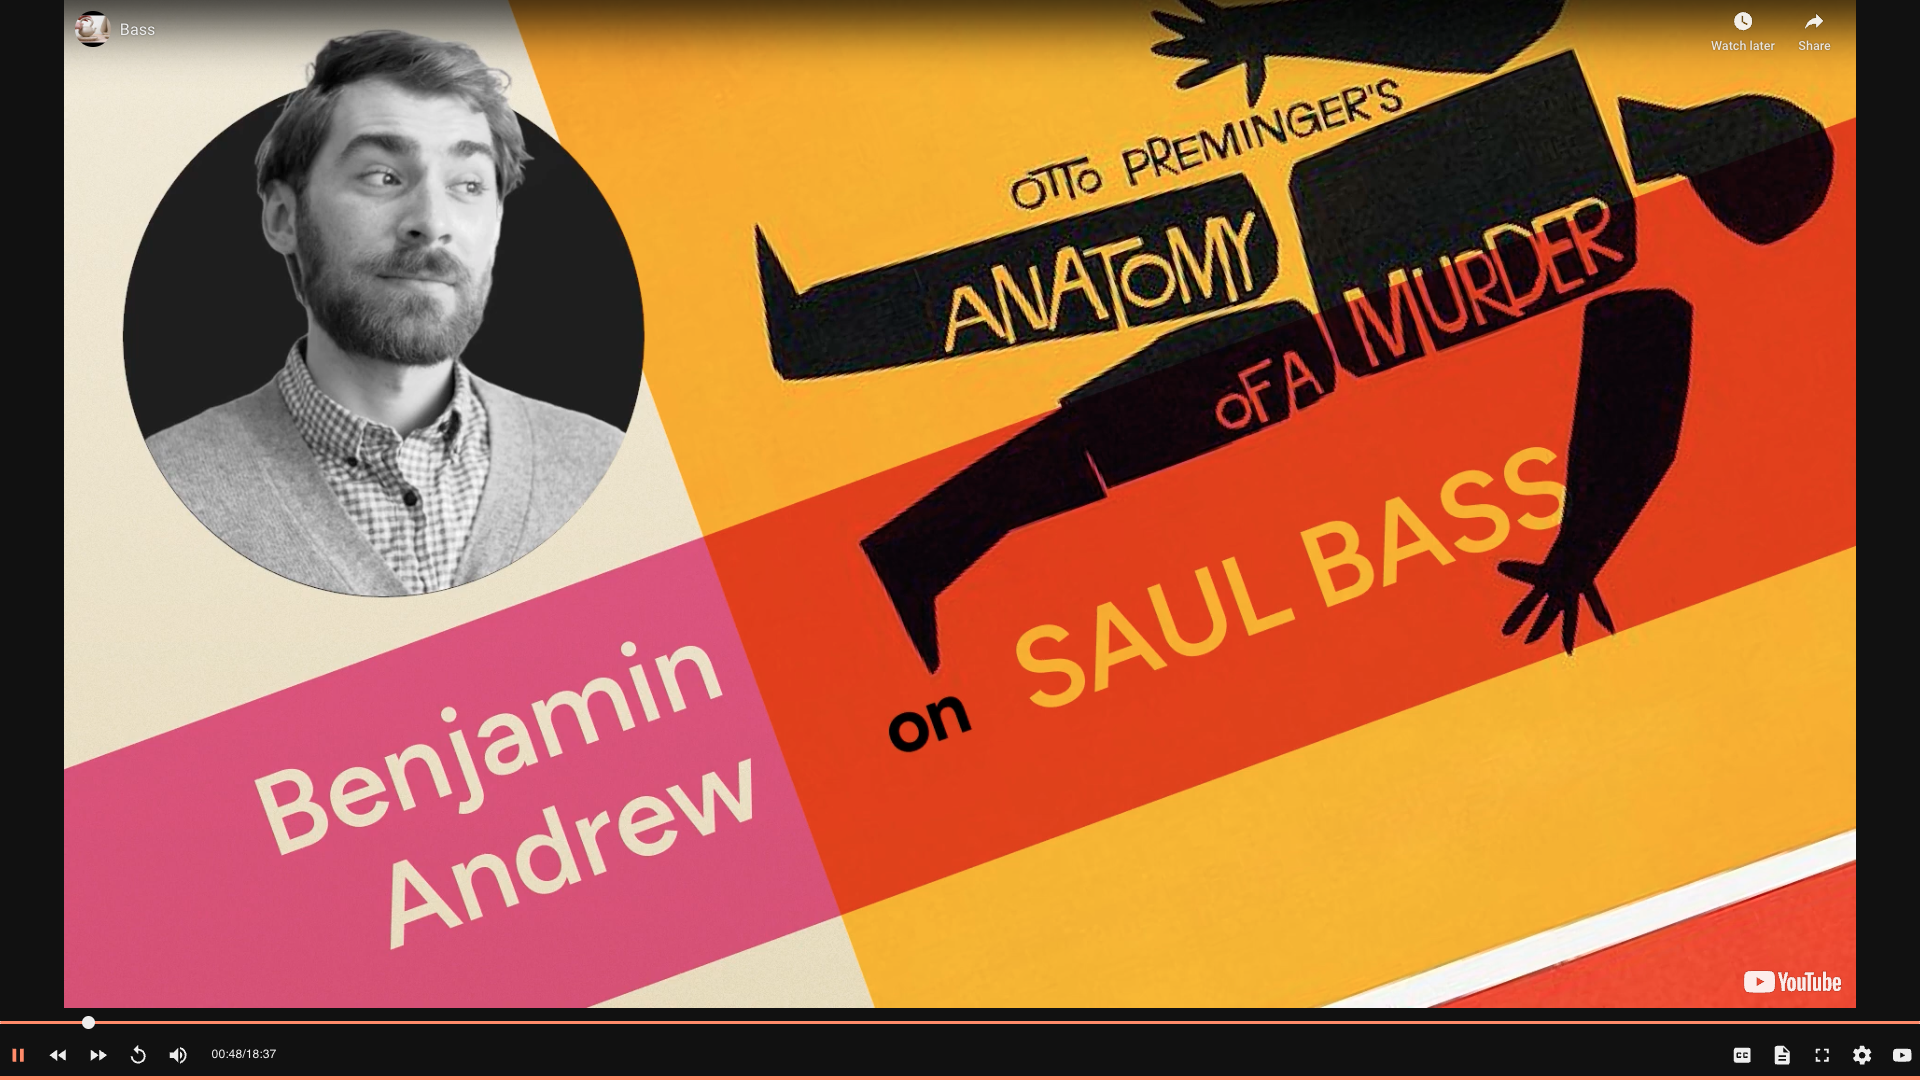 Bass
Watch later
Share
OTTO PREMINGER'S
ANATOMY
OF A MURDER
Benjamin
Andrew
on SAUL BASS
YouTube
00:48/18:37
CC